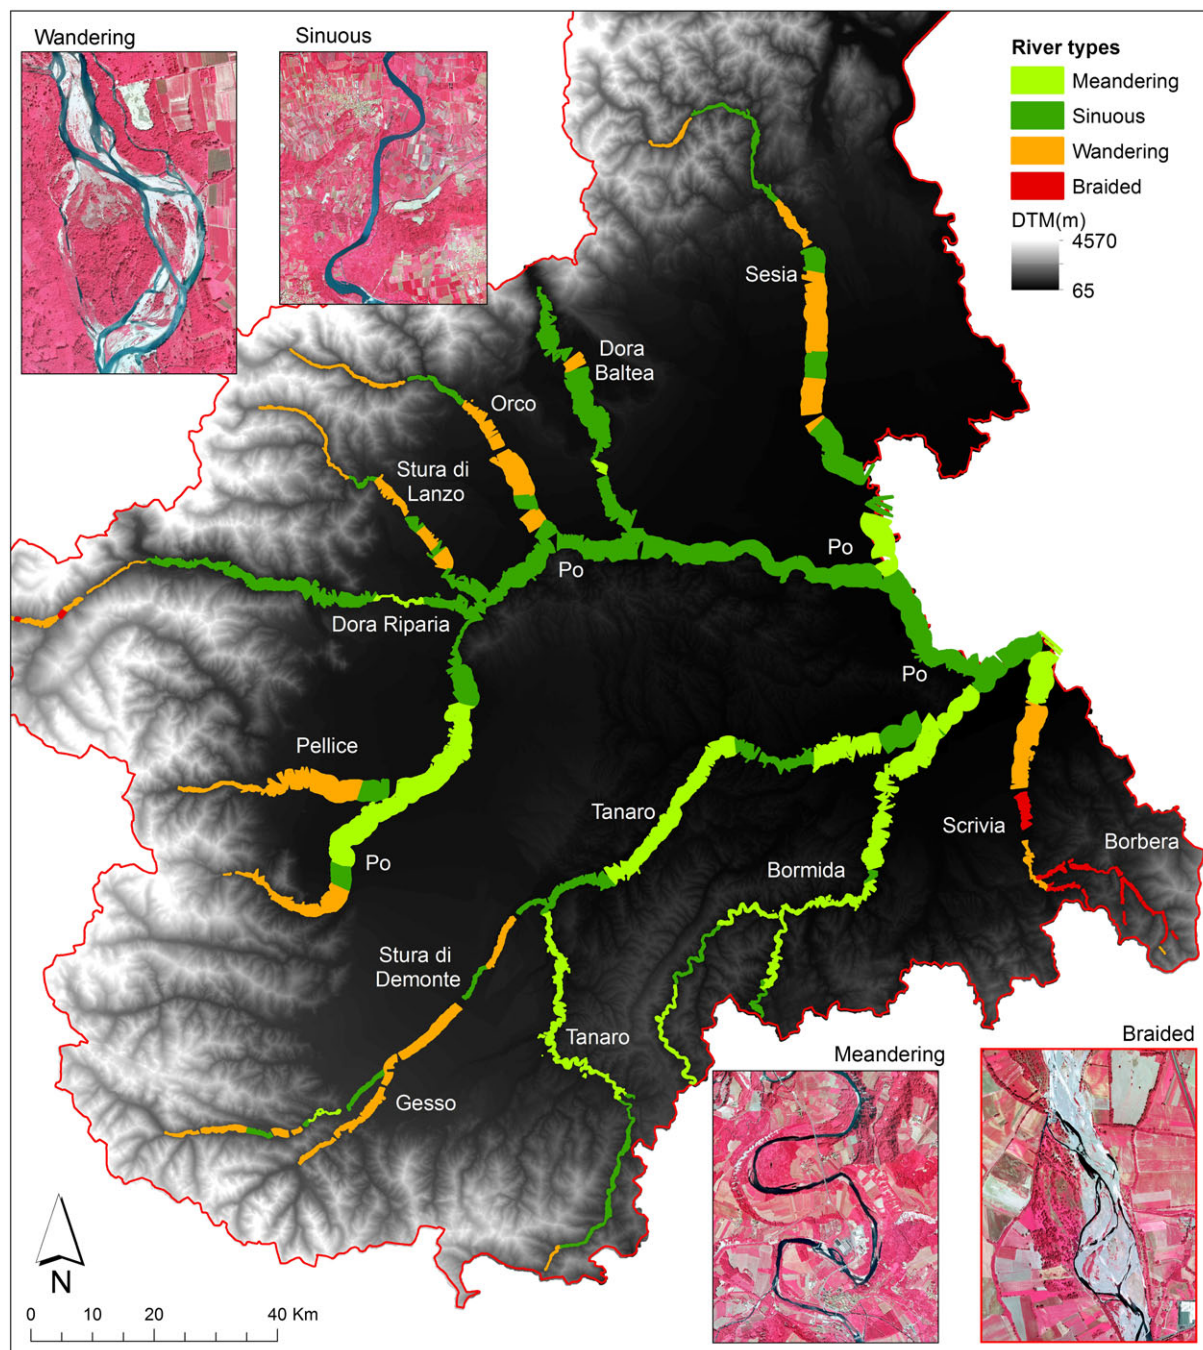 Wandering
Sinuous
River types
Meandering
Sinuous
Wandering
Braided
DTM(m)
4570
65
Sesia
Dora
Baltea
Orco
Stura di
Lanzo
Po
Po
Dora Riparia
Po
Pellice
Tanaro
Scrivia
Borbera
Po
Bormida
Stura di
Demonte
Tanaro
Gesso
Meandering
Braided
N
0 10 20 40 Km